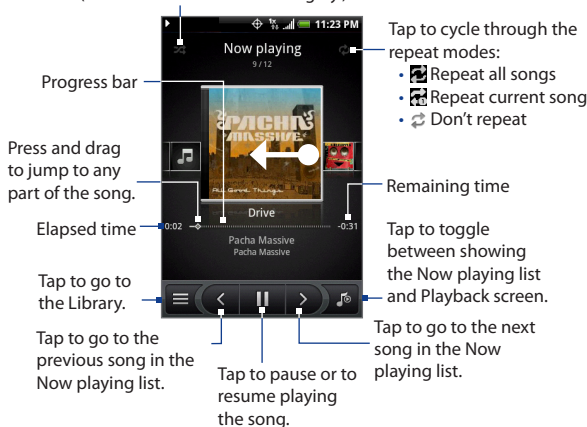 11:23 PM
Now playing
9 / 12
Tap to cycle through the
repeat modes:
• Repeat all songs
• Repeat current song
• Don't repeat
Progress bar
PACHA
MASSIVE
All Good Things
Press and drag
to jump to any
part of the song.
Remaining time
Drive
Elapsed time
0:02
-0:31
Pacha Massive
Pacha Massive
Tap to toggle
between showing
the Now playing list
and Playback screen.
Tap to go to
the Library.
Tap to go to the
previous song in the
Now playing list.
Tap to pause or to
resume playing
the song.
Tap to go to the next
song in the Now
playing list.